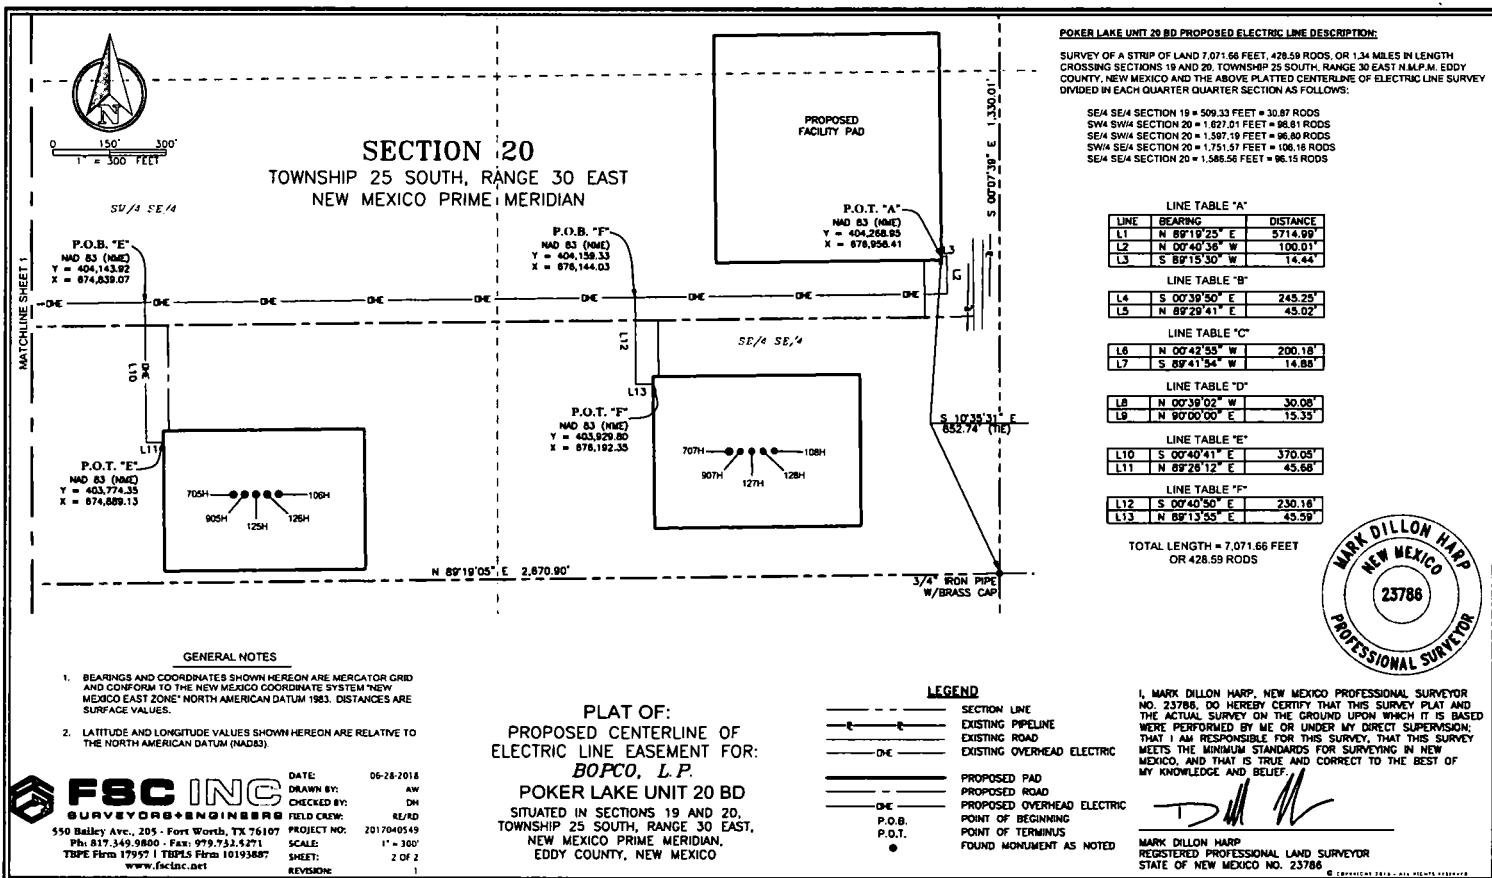 POKER LAKE UNIT 20 BD PROPOSED ELECTRIC LINE DESCRIPTION:
SURVEY OF A STRIP OF LAND 7,071.66 FEET, 428.59 RODS, OR 1.34 MILES IN LENGTH
CROSSING SECTIONS 19 AND 20, TOWNSHIP 25 SOUTH, RANGE 30 EAST N.M.P.M. EDDY
COUNTY, NEW MEXICO AND THE ABOVE PLATTED CENTERLINE OF ELECTRIC LINE SURVEY
DIVIDED IN EACH QUARTER QUARTER SECTION AS FOLLOWS:
SE/4 SE/4 SECTION 19 = 509.33 FEET = 30.87 RODS
SW/4 SW/4 SECTION 20 = 1,627.01 FEET = 98.61 RODS
SE/4 SW/4 SECTION 20 = 1,597.19 FEET = 96.80 RODS
SW/4 SE/4 SECTION 20 = 1,751.57 FEET = 106.16 RODS
SE/4 SE/4 SECTION 20 = 1,586.56 FEET = 96.15 RODS
N
0 150' 300'
1" = 300 FEET
SECTION 20
TOWNSHIP 25 SOUTH, RANGE 30 EAST
NEW MEXICO PRIME MERIDIAN
MATCHLINE SHEET 1
SW/4 SE/4
P.O.B. "E"
NAD 83 (NME)
Y = 404,143.92
X = 674,839.07
P.O.B. "F"
NAD 83 (NME)
Y = 404,159.33
X = 676,144.03
PROPOSED
FACILITY PAD
P.O.T. "A"
NAD 83 (NME)
Y = 404,268.95
X = 676,956.41
S 00°07'39" E 1,330.01'
L3
L2
OHE OHE OHE OHE OHE OHE OHE OHE OHE
SE/4 SE/4
L10
OHE
L11
L12
L13
P.O.T. "E"
NAD 83 (NME)
Y = 403,774.35
X = 674,889.13
P.O.T. "F"
NAD 83 (NME)
Y = 403,929.80
X = 676,192.35
705H 106H
905H 126H
125H
707H 108H
907H 128H
127H
S 10°35'31" E
852.74' (TIE)
N 89°19'05" E 2,670.90'
3/4" IRON PIPE
W/BRASS CAP
LINE TABLE "A"
LINE BEARING DISTANCE
L1 N 89°19'25" E 5714.99'
L2 N 00°40'36" W 100.01'
L3 S 89°15'30" W 14.44'
LINE TABLE "B"
L4 S 00°39'50" E 245.25'
L5 N 89°29'41" E 45.02'
LINE TABLE "C"
L6 N 00°42'55" W 200.18'
L7 S 89°41'54" W 14.88'
LINE TABLE "D"
L8 N 00°39'02" W 30.08'
L9 N 90°00'00" E 15.35'
LINE TABLE "E"
L10 S 00°40'41" E 370.05'
L11 N 89°26'12" E 45.68'
LINE TABLE "F"
L12 S 00°40'50" E 230.16'
L13 N 89°13'55" E 45.59'
TOTAL LENGTH = 7,071.66 FEET
OR 428.59 RODS
MARK DILLON HARP
NEW MEXICO
23786
PROFESSIONAL SURVEYOR
GENERAL NOTES
1. BEARINGS AND COORDINATES SHOWN HEREON ARE MERCATOR GRID
AND CONFORM TO THE NEW MEXICO COORDINATE SYSTEM "NEW
MEXICO EAST ZONE" NORTH AMERICAN DATUM 1983. DISTANCES ARE
SURFACE VALUES.
2. LATITUDE AND LONGITUDE VALUES SHOWN HEREON ARE RELATIVE TO
THE NORTH AMERICAN DATUM (NAD83).
FSC INC
SURVEYORS+ENGINEERS
550 Bailey Ave., 205 - Fort Worth, TX 76107
Ph: 817.349.9800 - Fax: 979.732.5271
TBPE Firm 17957 | TBPLS Firm 10193887
www.fscinc.net
DATE: 06-28-2018
DRAWN BY: AW
CHECKED BY: DH
FIELD CREW: RE/RD
PROJECT NO: 2017040549
SCALE: 1" = 300'
SHEET: 2 OF 2
REVISION: 1
PLAT OF:
PROPOSED CENTERLINE OF
ELECTRIC LINE EASEMENT FOR:
BOPCO, L.P.
POKER LAKE UNIT 20 BD
SITUATED IN SECTIONS 19 AND 20,
TOWNSHIP 25 SOUTH, RANGE 30 EAST,
NEW MEXICO PRIME MERIDIAN,
EDDY COUNTY, NEW MEXICO
LEGEND
SECTION LINE
EXISTING PIPELINE
EXISTING ROAD
OHE EXISTING OVERHEAD ELECTRIC
PROPOSED PAD
PROPOSED ROAD
OHE PROPOSED OVERHEAD ELECTRIC
P.O.B. POINT OF BEGINNING
P.O.T. POINT OF TERMINUS
FOUND MONUMENT AS NOTED
I, MARK DILLON HARP, NEW MEXICO PROFESSIONAL SURVEYOR
NO. 23786, DO HEREBY CERTIFY THAT THIS SURVEY PLAT AND
THE ACTUAL SURVEY ON THE GROUND UPON WHICH IT IS BASED
WERE PERFORMED BY ME OR UNDER MY DIRECT SUPERVISION;
THAT I AM RESPONSIBLE FOR THIS SURVEY, THAT THIS SURVEY
MEETS THE MINIMUM STANDARDS FOR SURVEYING IN NEW
MEXICO, AND THAT IS TRUE AND CORRECT TO THE BEST OF
MY KNOWLEDGE AND BELIEF.
MARK DILLON HARP
REGISTERED PROFESSIONAL LAND SURVEYOR
STATE OF NEW MEXICO NO. 23786
© COPYRIGHT 2018 - ALL RIGHTS RESERVED